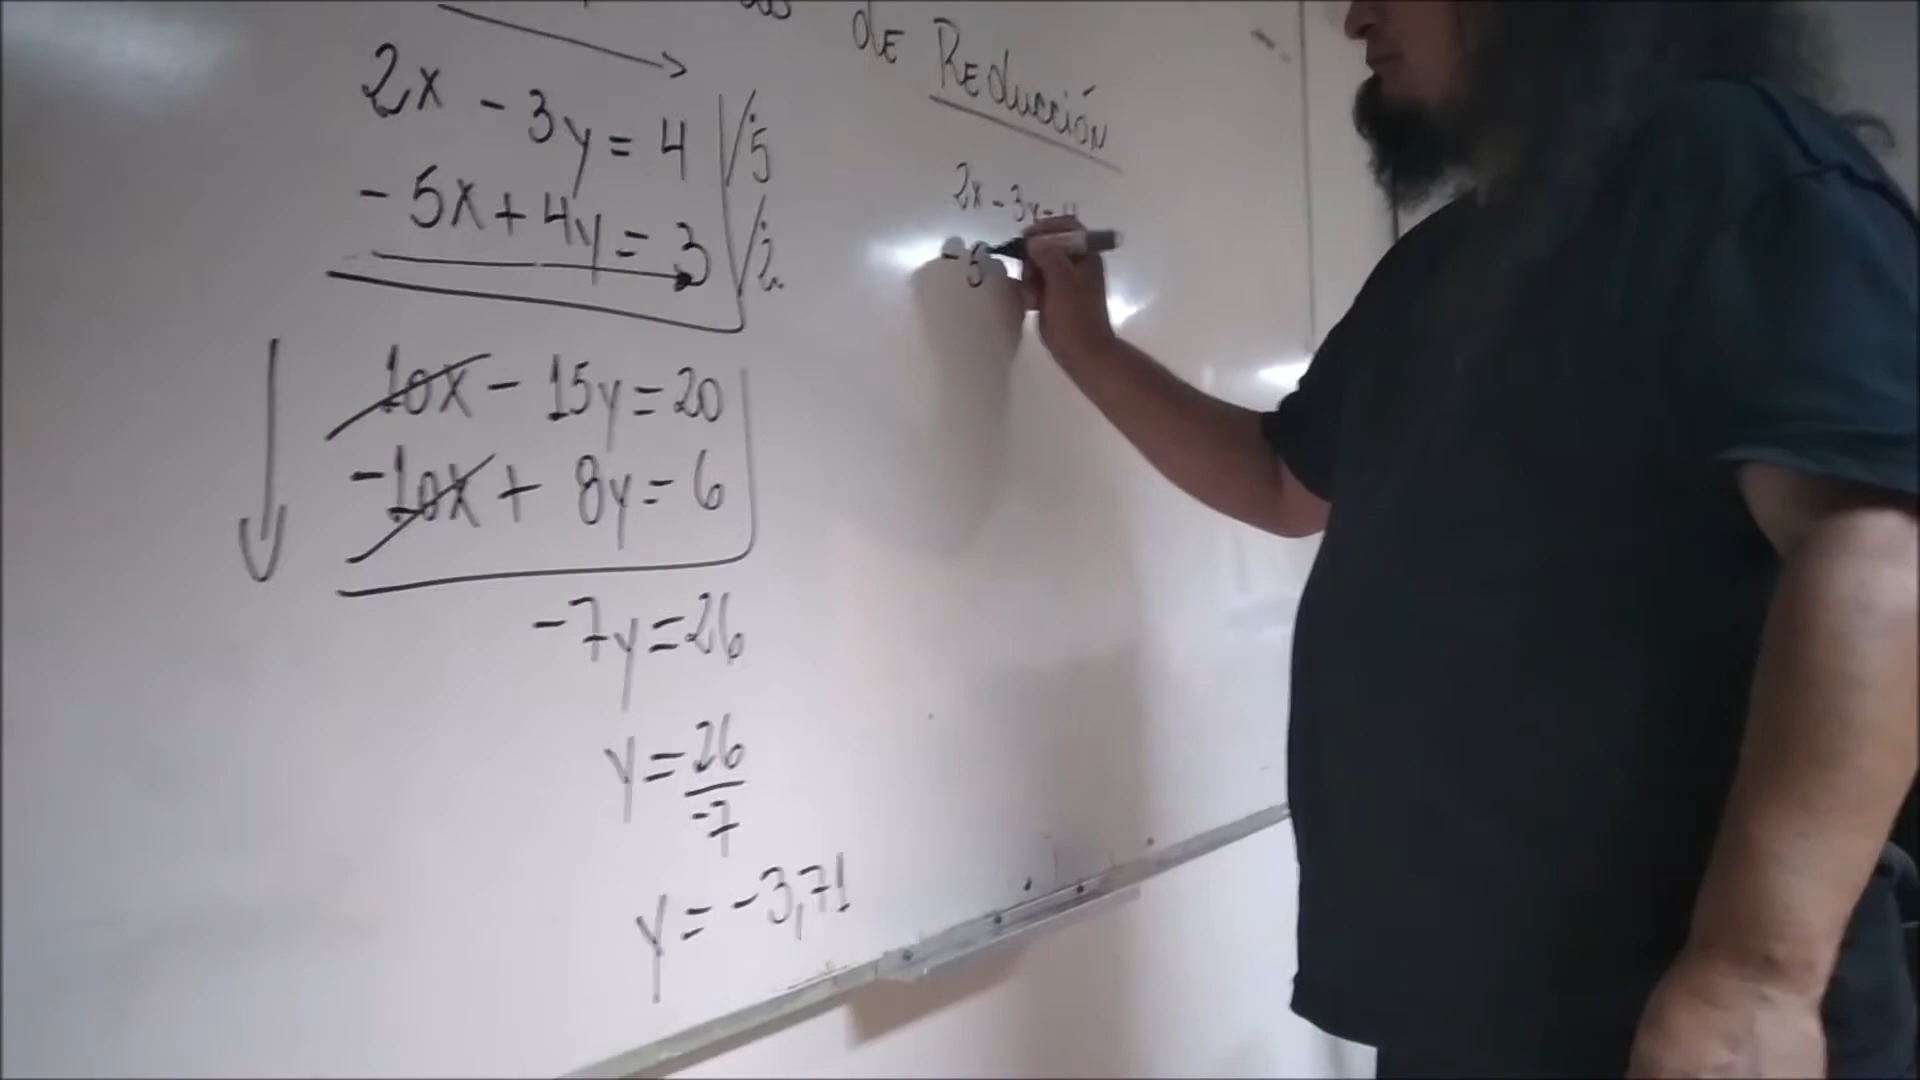 de Reducción
2x - 3y = 4 /·5
- 5x + 4y = 3 /·2
10x - 15y = 20
-10x + 8y = 6
-7y = 26
y = 26/-7
y = -3,71
2x - 3y = 4
- 5